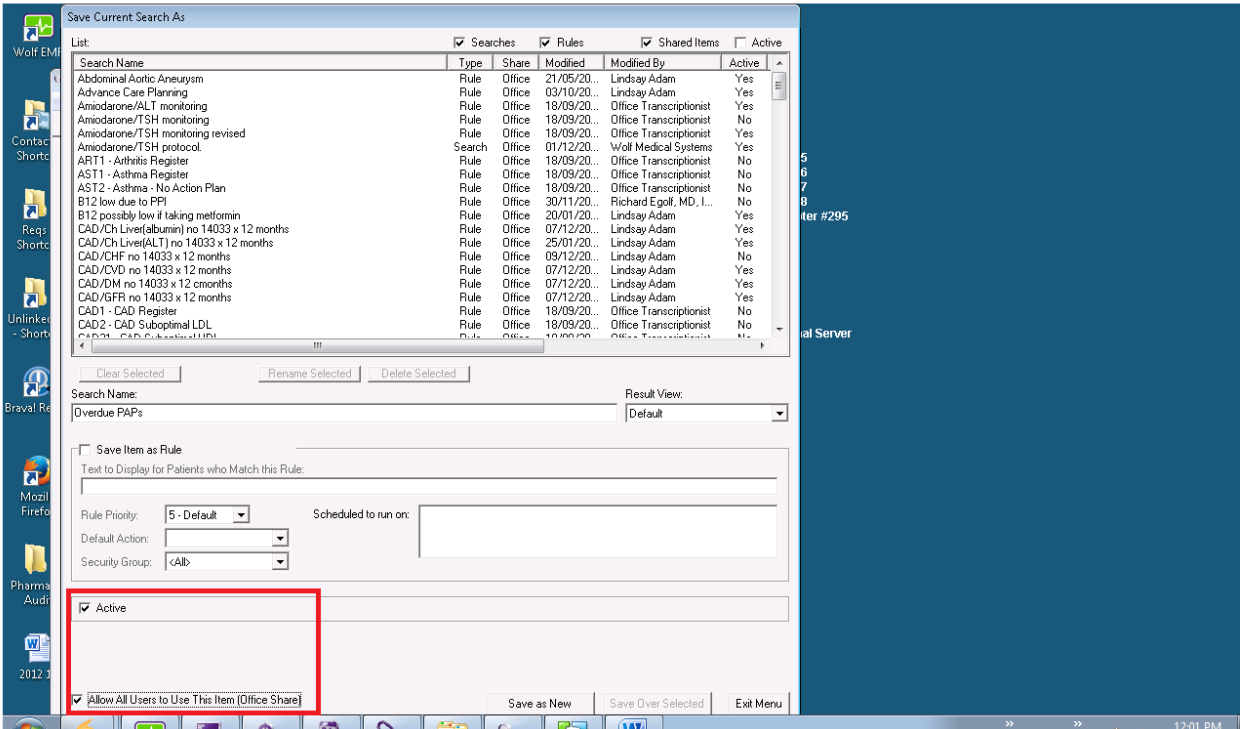 Save Current Search As
Wolf EMR
List:
Searches
Rules
Shared Items
Active
Search Name Type Share Modified Modified By Active
Abdominal Aortic Aneurysm Rule Office 21/05/20... Lindsay Adam Yes
Advance Care Planning Rule Office 03/10/20... Lindsay Adam Yes
Amiodarone/ALT monitoring Rule Office 18/09/20... Office Transcriptionist Yes
Amiodarone/TSH monitoring Rule Office 18/09/20... Office Transcriptionist No
Amiodarone/TSH monitoring revised Rule Office 18/09/20... Office Transcriptionist Yes
Amiodarone/TSH protocol. Search Office 01/12/20... Wolf Medical Systems Yes
ART1 - Arthritis Register Rule Office 18/09/20... Office Transcriptionist No
AST1 - Asthma Register Rule Office 18/09/20... Office Transcriptionist No
AST2 - Asthma - No Action Plan Rule Office 18/09/20... Office Transcriptionist No
B12 low due to PPI Rule Office 30/11/20... Richard Egolf, MD, I... No
B12 possibly low if taking metformin Rule Office 20/01/20... Lindsay Adam Yes
CAD/Ch Liver(albumin) no 14033 x 12 months Rule Office 07/12/20... Lindsay Adam Yes
CAD/Ch Liver(ALT) no 14033 x 12 months Rule Office 25/01/20... Lindsay Adam Yes
CAD/CHF no 14033 x 12 months Rule Office 09/12/20... Lindsay Adam No
CAD/CVD no 14033 x 12 months Rule Office 07/12/20... Lindsay Adam Yes
CAD/DM no 14033 x 12 cmonths Rule Office 07/12/20... Lindsay Adam Yes
CAD/GFR no 14033 x 12 months Rule Office 07/12/20... Lindsay Adam Yes
CAD1 - CAD Register Rule Office 18/09/20... Office Transcriptionist No
CAD2 - CAD Suboptimal LDL Rule Office 18/09/20... Office Transcriptionist No
Contac
Shortc
Reqs
Shortc
Unlinked
- Shortc
Brava! Re
Mozil
Firefo
Pharma
Audi
2012 1
5
6
7
8
ter #295
al Server
Clear Selected
Rename Selected
Delete Selected
Search Name:
Result View:
Overdue PAPs
Default
Save Item as Rule
Text to Display for Patients who Match this Rule:
Rule Priority:
5 - Default
Scheduled to run on:
Default Action:
Security Group:
<All>
Active
Allow All Users to Use This Item (Office Share)
Save as New
Save Over Selected
Exit Menu
12:01 PM